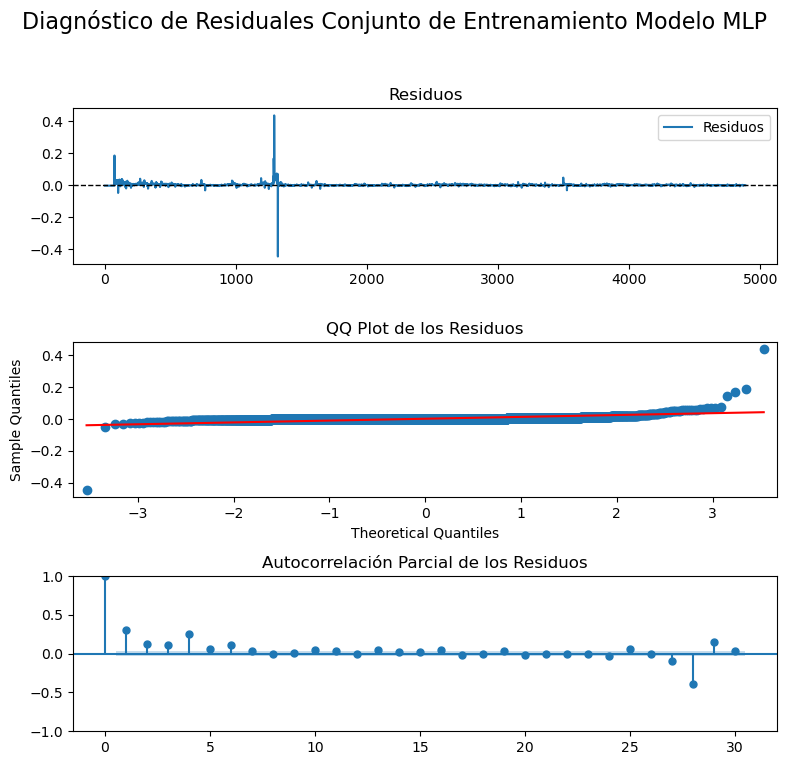 Diagnóstico de Residuales Conjunto de Entrenamiento Modelo MLP
Residuos
Residuos
0.4
0.2
0.0
−0.2
−0.4
0 1000 2000 3000 4000 5000
QQ Plot de los Residuos
Sample Quantiles
0.4
0.2
0.0
−0.2
−0.4
−3 −2 −1 0 1 2 3
Theoretical Quantiles
Autocorrelación Parcial de los Residuos
1.0
0.5
0.0
−0.5
−1.0
0 5 10 15 20 25 30